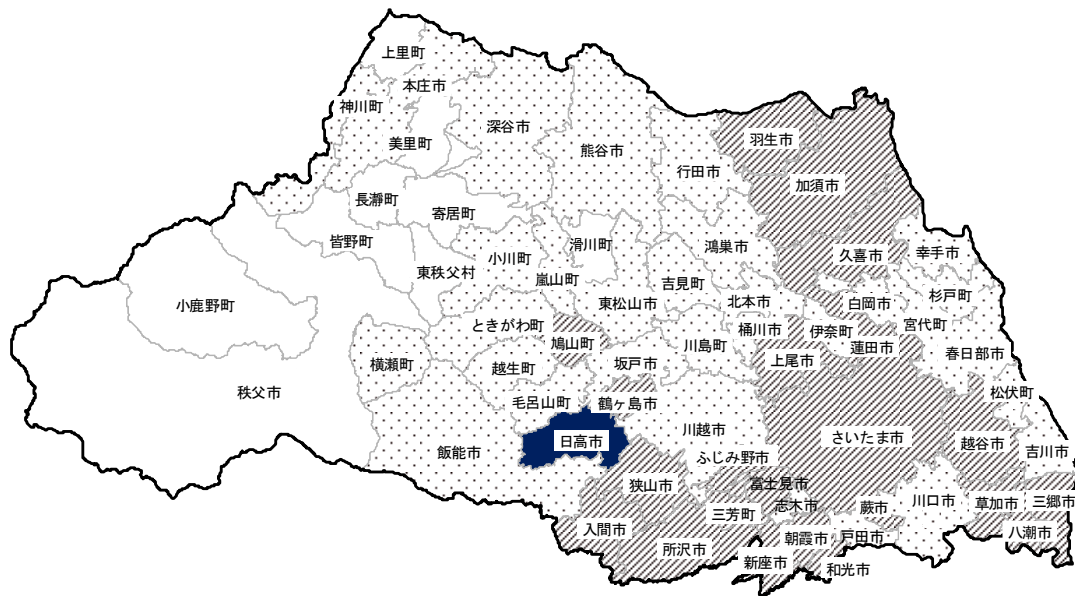 上里町
本庄市
神川町
美里町
深谷市
熊谷市
行田市
羽生市
加須市
長瀞町
寄居町
皆野町
東秩父村
小川町
滑川町
嵐山町
吉見町
鴻巣市
久喜市
幸手市
小鹿野町
東松山市
北本市
白岡市
杉戸町
ときがわ町
鳩山町
川島町
桶川市
伊奈町
宮代町
蓮田市
横瀬町
越生町
坂戸市
上尾市
春日部市
秩父市
毛呂山町
鶴ヶ島市
松伏町
日高市
飯能市
川越市
さいたま市
越谷市
吉川市
ふじみ野市
狭山市
富士見市
志木市
三芳町
蕨市
川口市
草加市
三郷市
入間市
所沢市
朝霞市
戸田市
八潮市
新座市
和光市